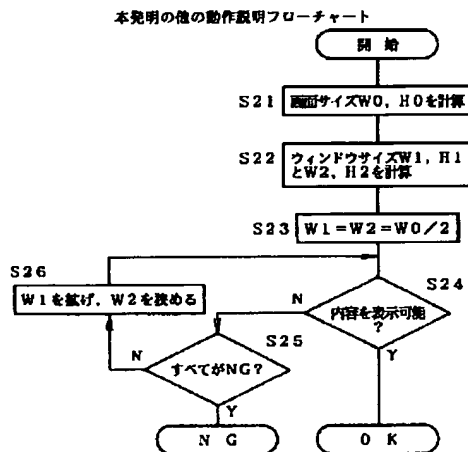 本発明の他の動作説明フローチャート
開始
S21
画面サイズW0，H0を計算
S22
ウィンドウサイズW1，H1
とW2，H2を計算
S23
W1＝W2＝W0／2
S26
W1を拡げ，W2を狭める
S24
内容を表示可能
？
N
Y
S25
すべてがNG？
N
Y
NG
OK